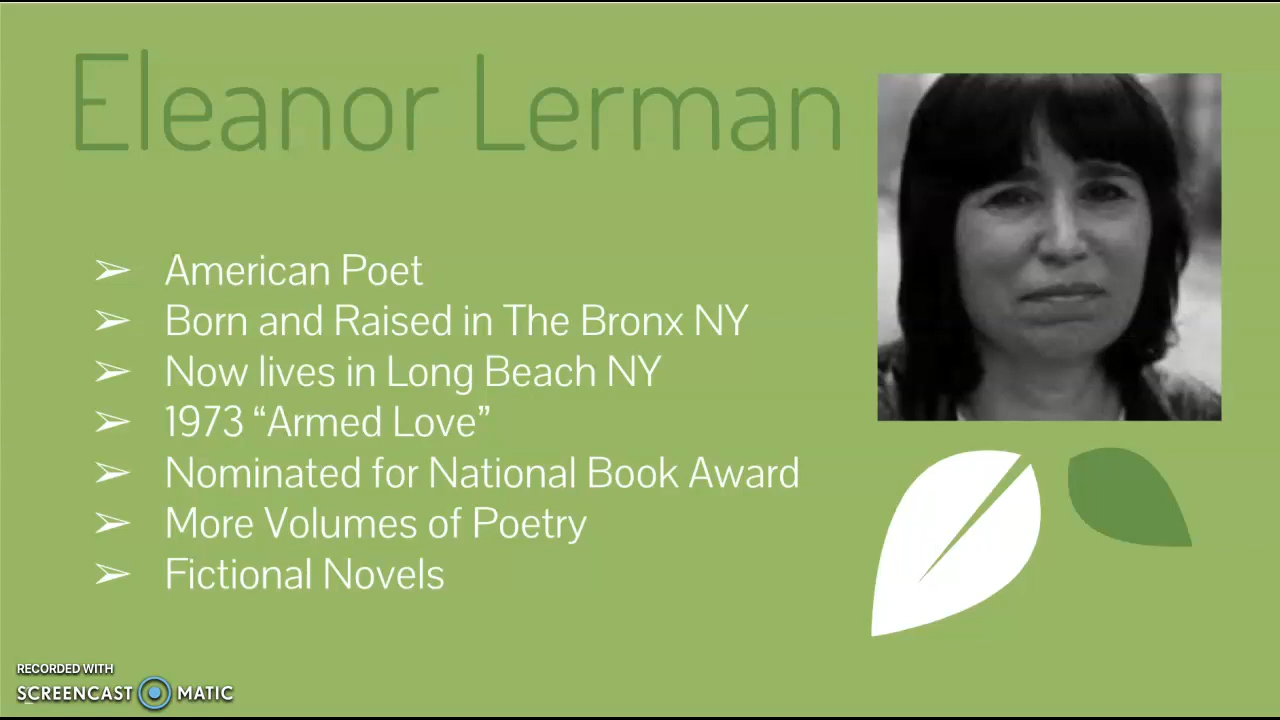 Eleanor Lerman
➢ American Poet
➢ Born and Raised in The Bronx NY
➢ Now lives in Long Beach NY
➢ 1973 “Armed Love”
➢ Nominated for National Book Award
➢ More Volumes of Poetry
➢ Fictional Novels
RECORDED WITH
SCREENCAST MATIC